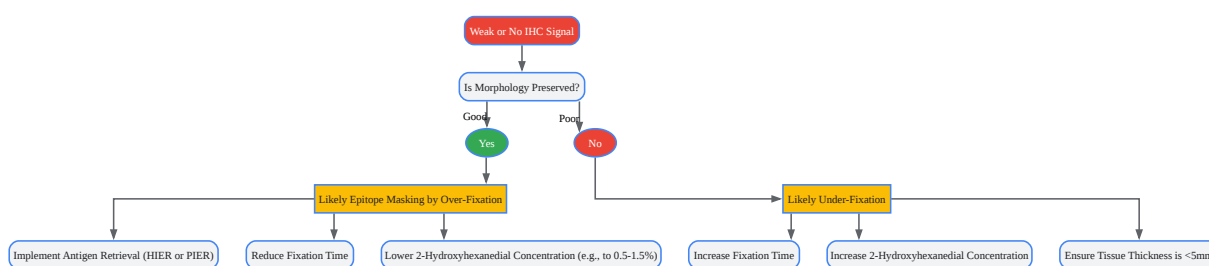 Weak or No IHC Signal
Is Morphology Preserved?
Good
Poor
Yes
No
Likely Epitope Masking by Over-Fixation
Likely Under-Fixation
Implement Antigen Retrieval (HIER or PIER)
Reduce Fixation Time
Lower 2-Hydroxyhexanedial Concentration (e.g., to 0.5-1.5%)
Increase Fixation Time
Increase 2-Hydroxyhexanedial Concentration
Ensure Tissue Thickness is <5mm